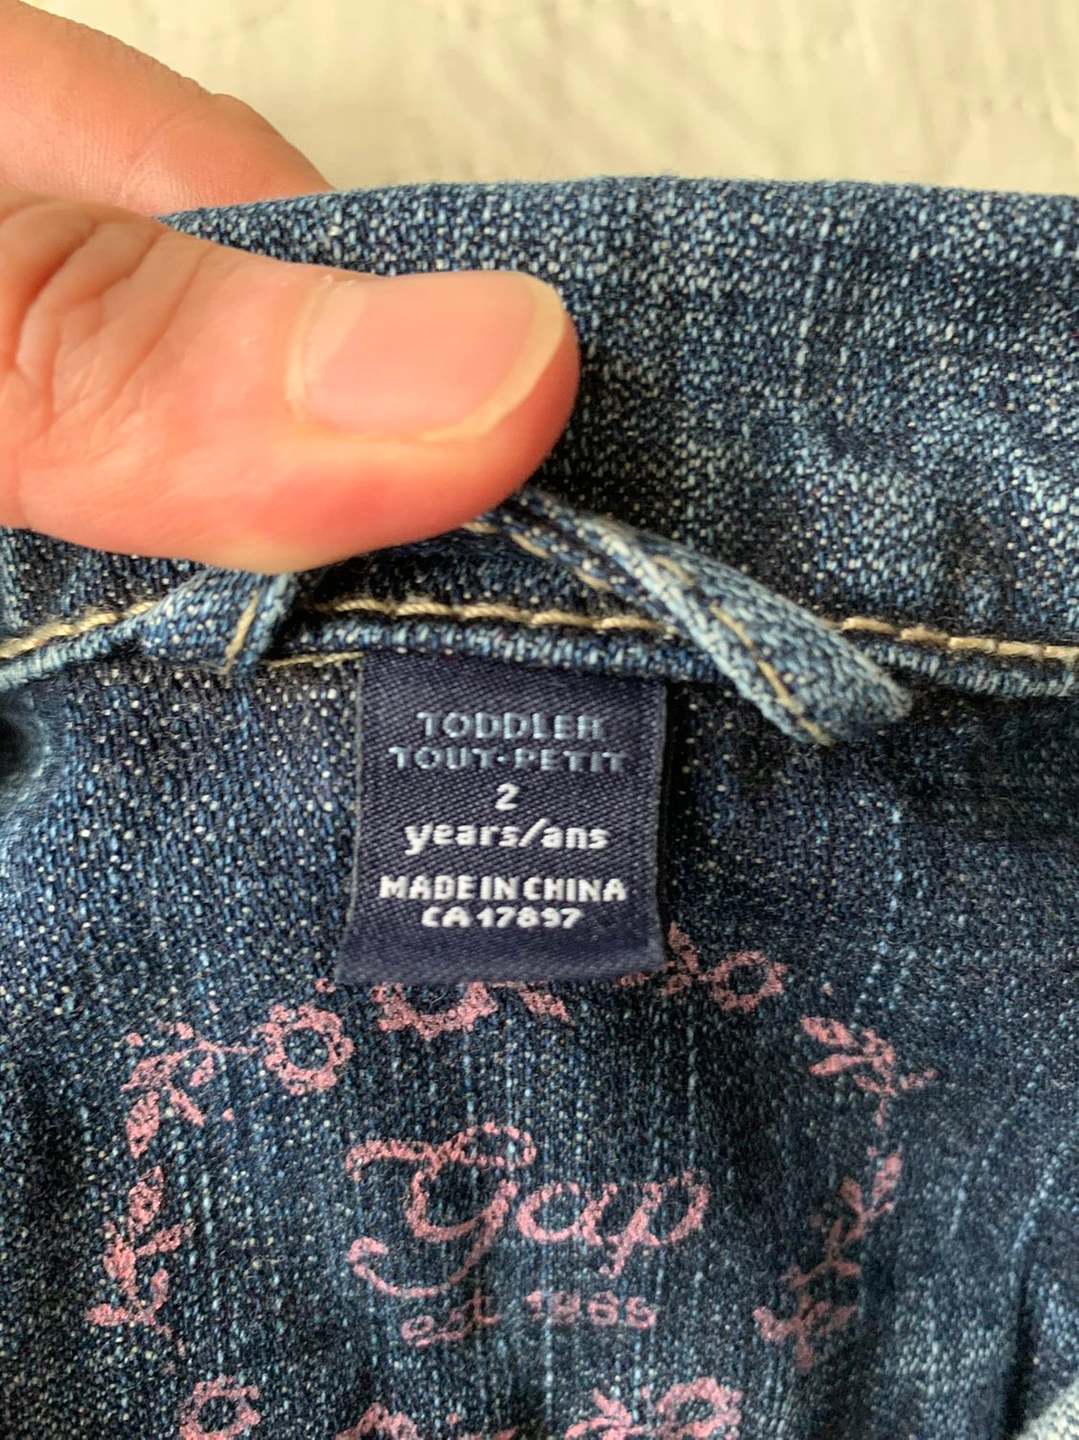 TODDLER
TOUT-PETIT
2
years/ans
MADE IN CHINA
CA 17897
Gap
est 1969